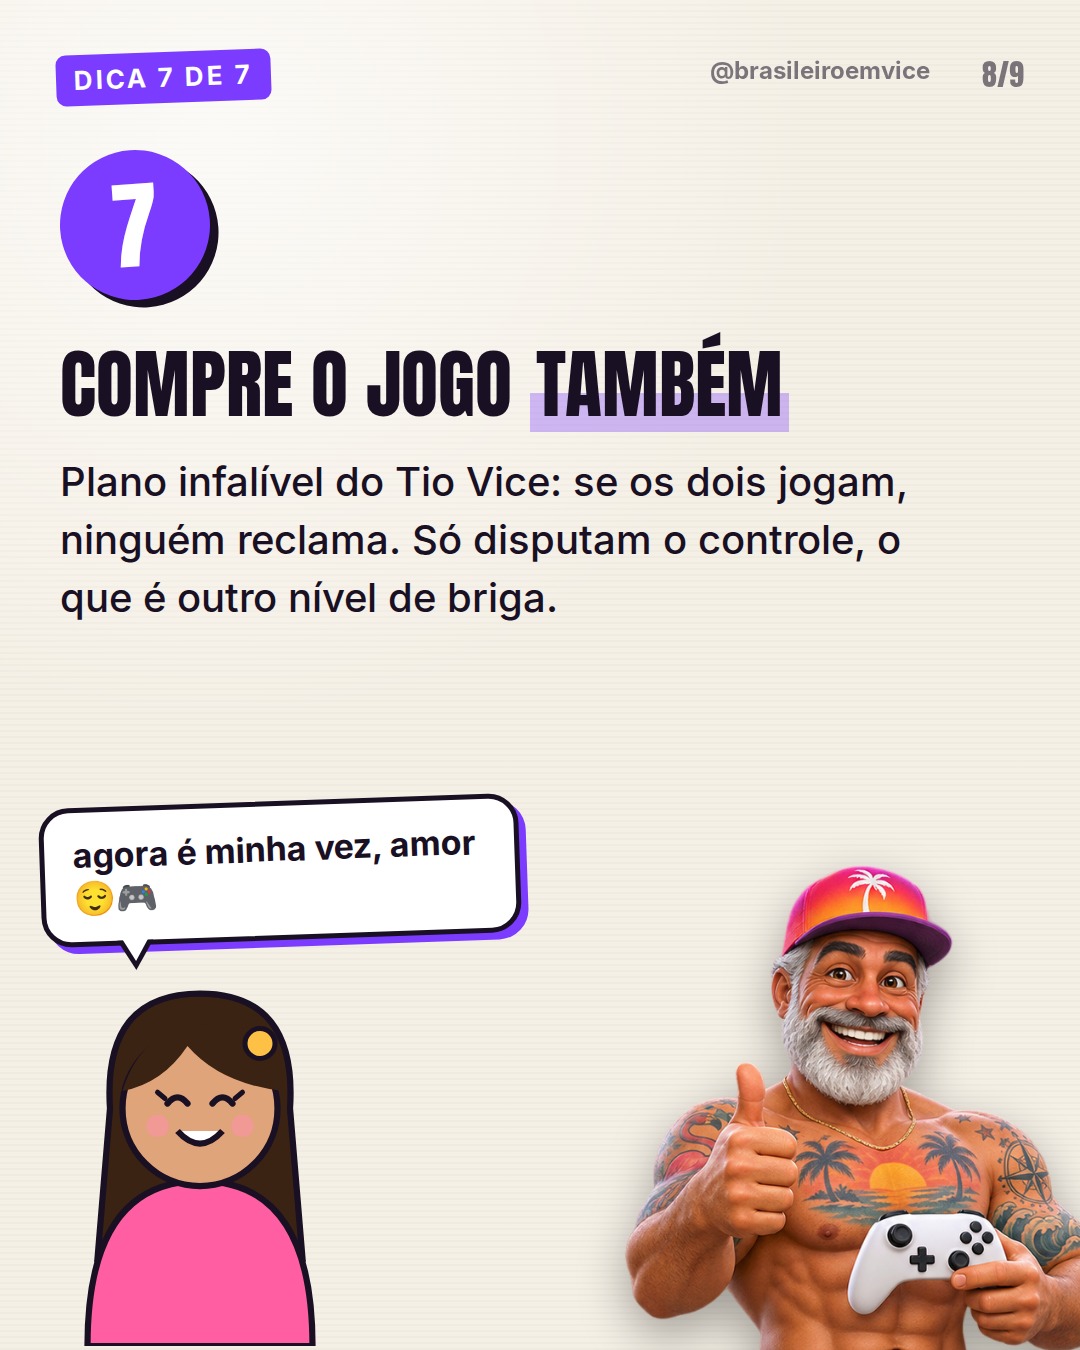 DICA 7 DE 7
@brasileiroemvice
8/9
7
COMPRE O JOGO TAMBÉM
Plano infalível do Tio Vice: se os dois jogam,
ninguém reclama. Só disputam o controle, o
que é outro nível de briga.
agora é minha vez, amor
😌🎮